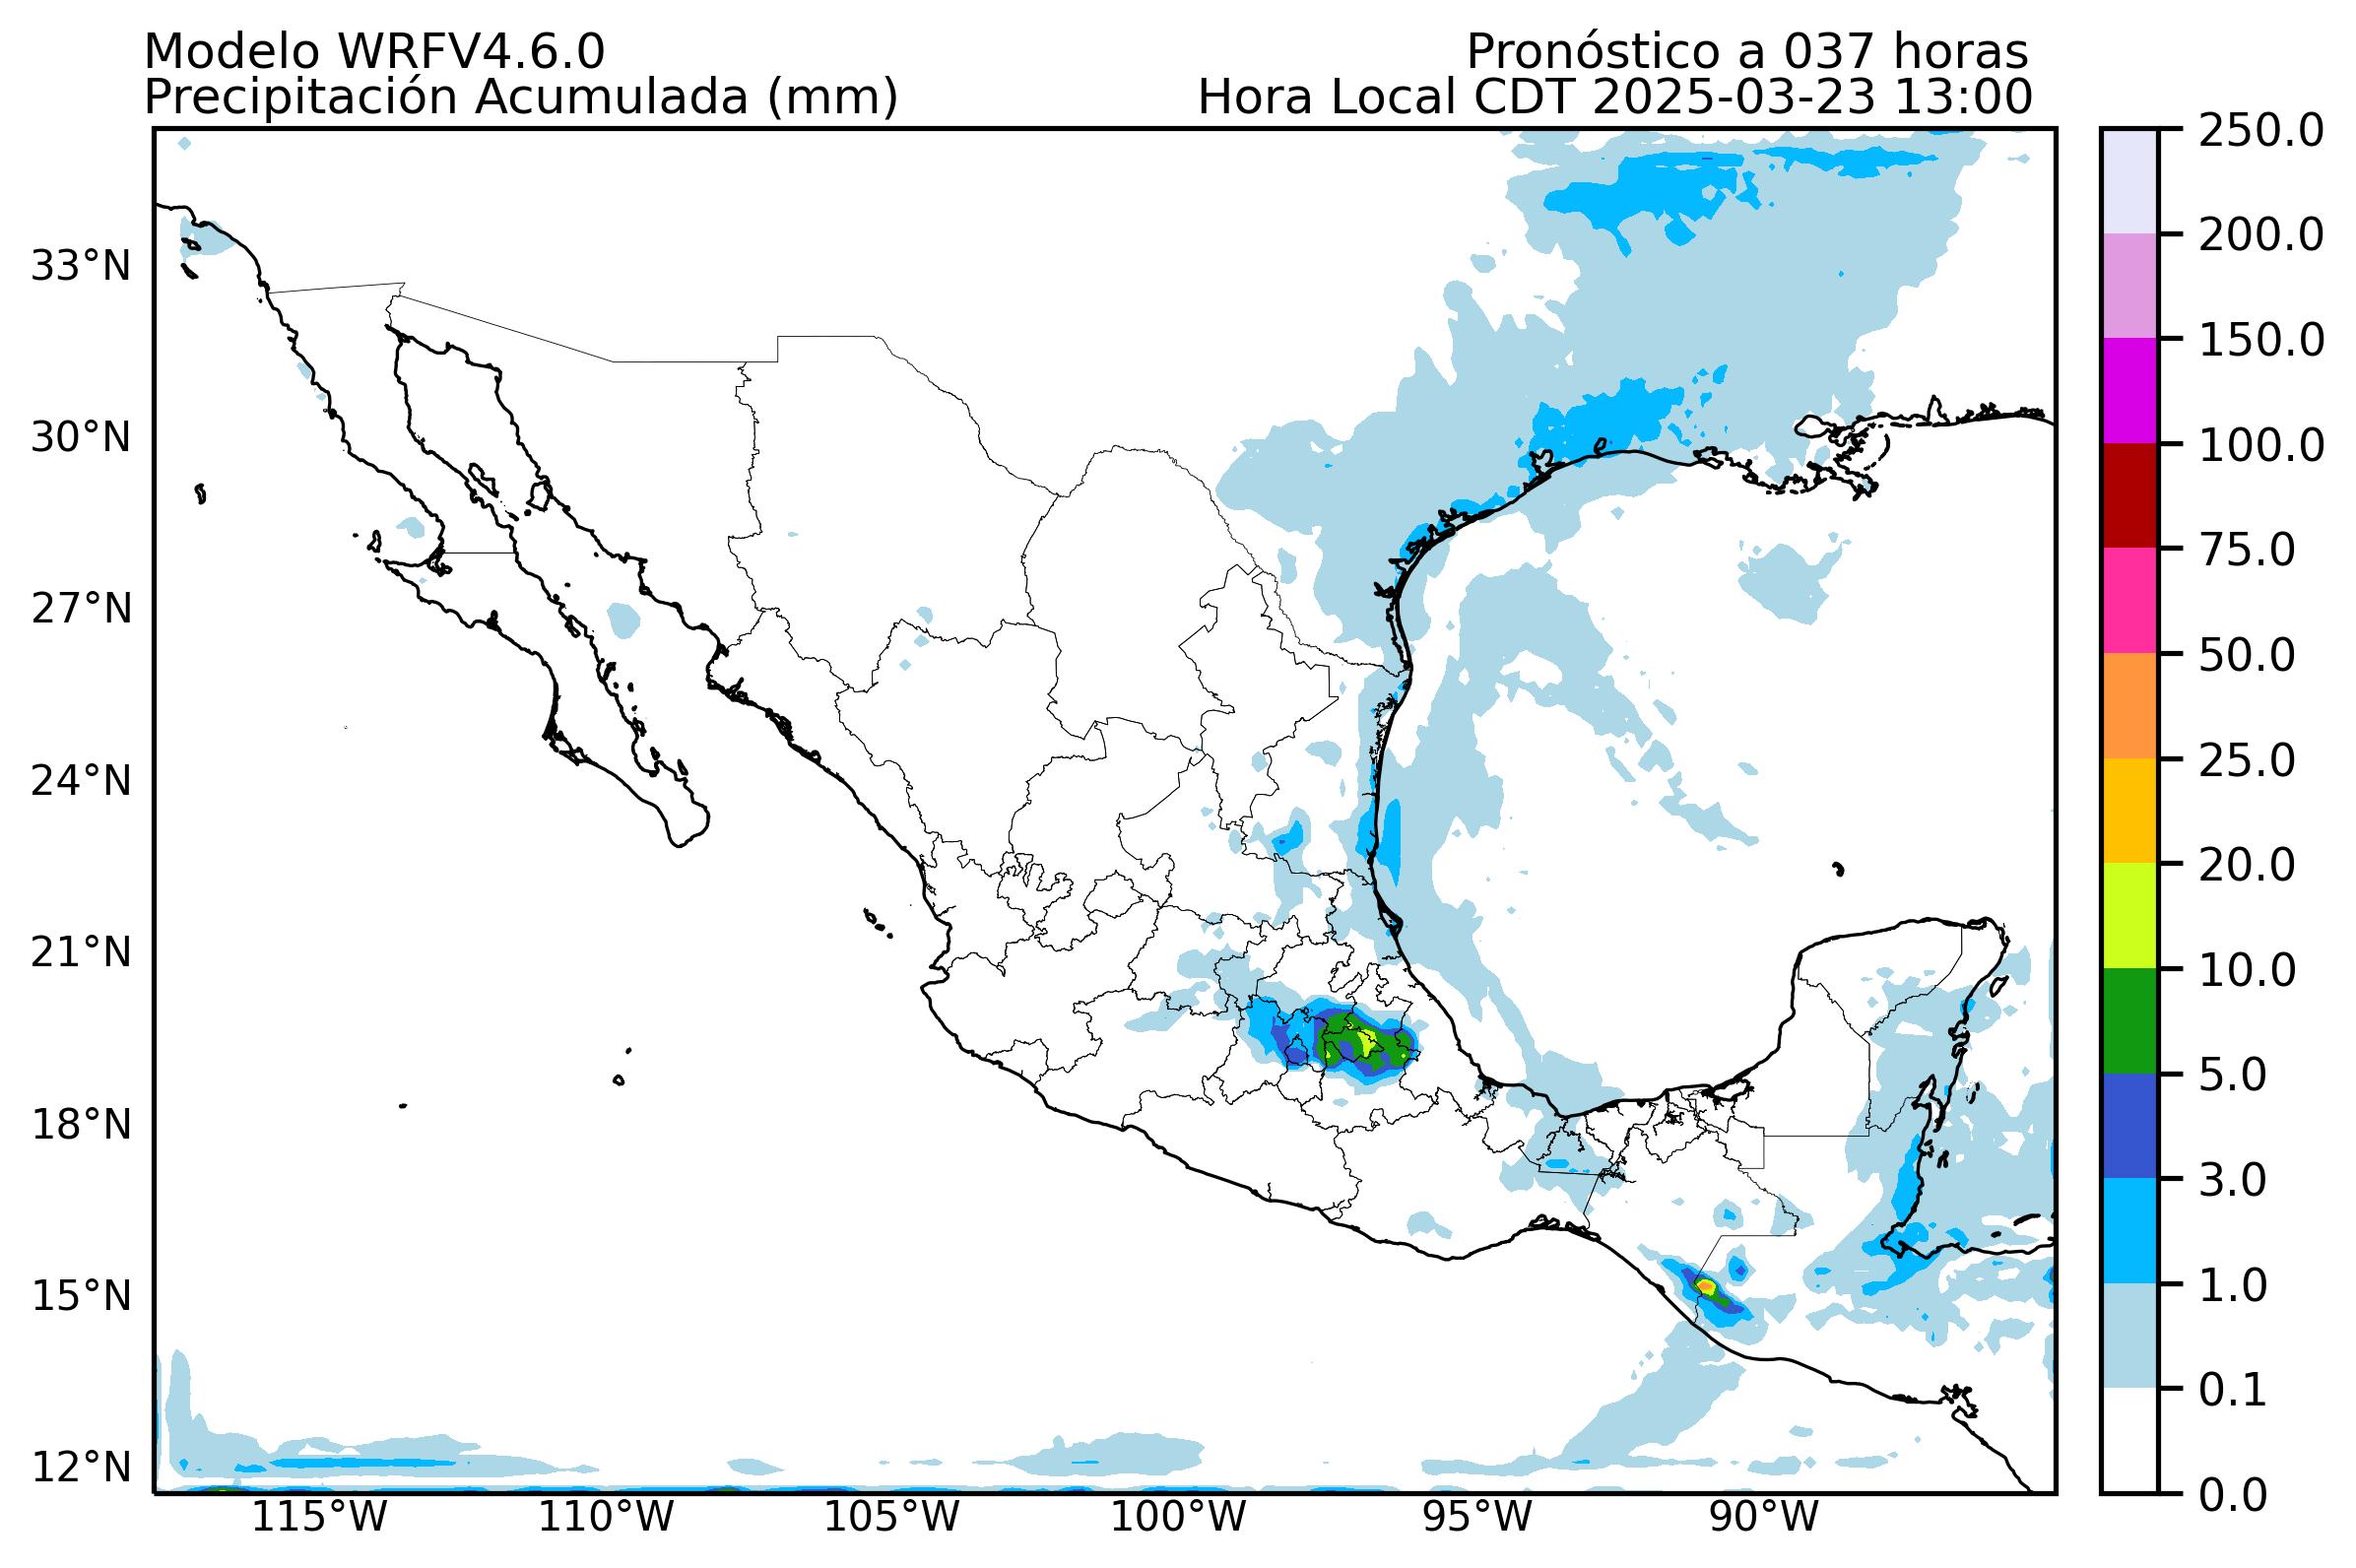 Modelo WRFV4.6.0
Pronóstico a 037 horas
Precipitación Acumulada (mm)
Hora Local CDT 2025-03-23 13:00
33°N
30°N
27°N
24°N
21°N
18°N
15°N
12°N
115°W
110°W
105°W
100°W
95°W
90°W
250.0
200.0
150.0
100.0
75.0
50.0
25.0
20.0
10.0
5.0
3.0
1.0
0.1
0.0